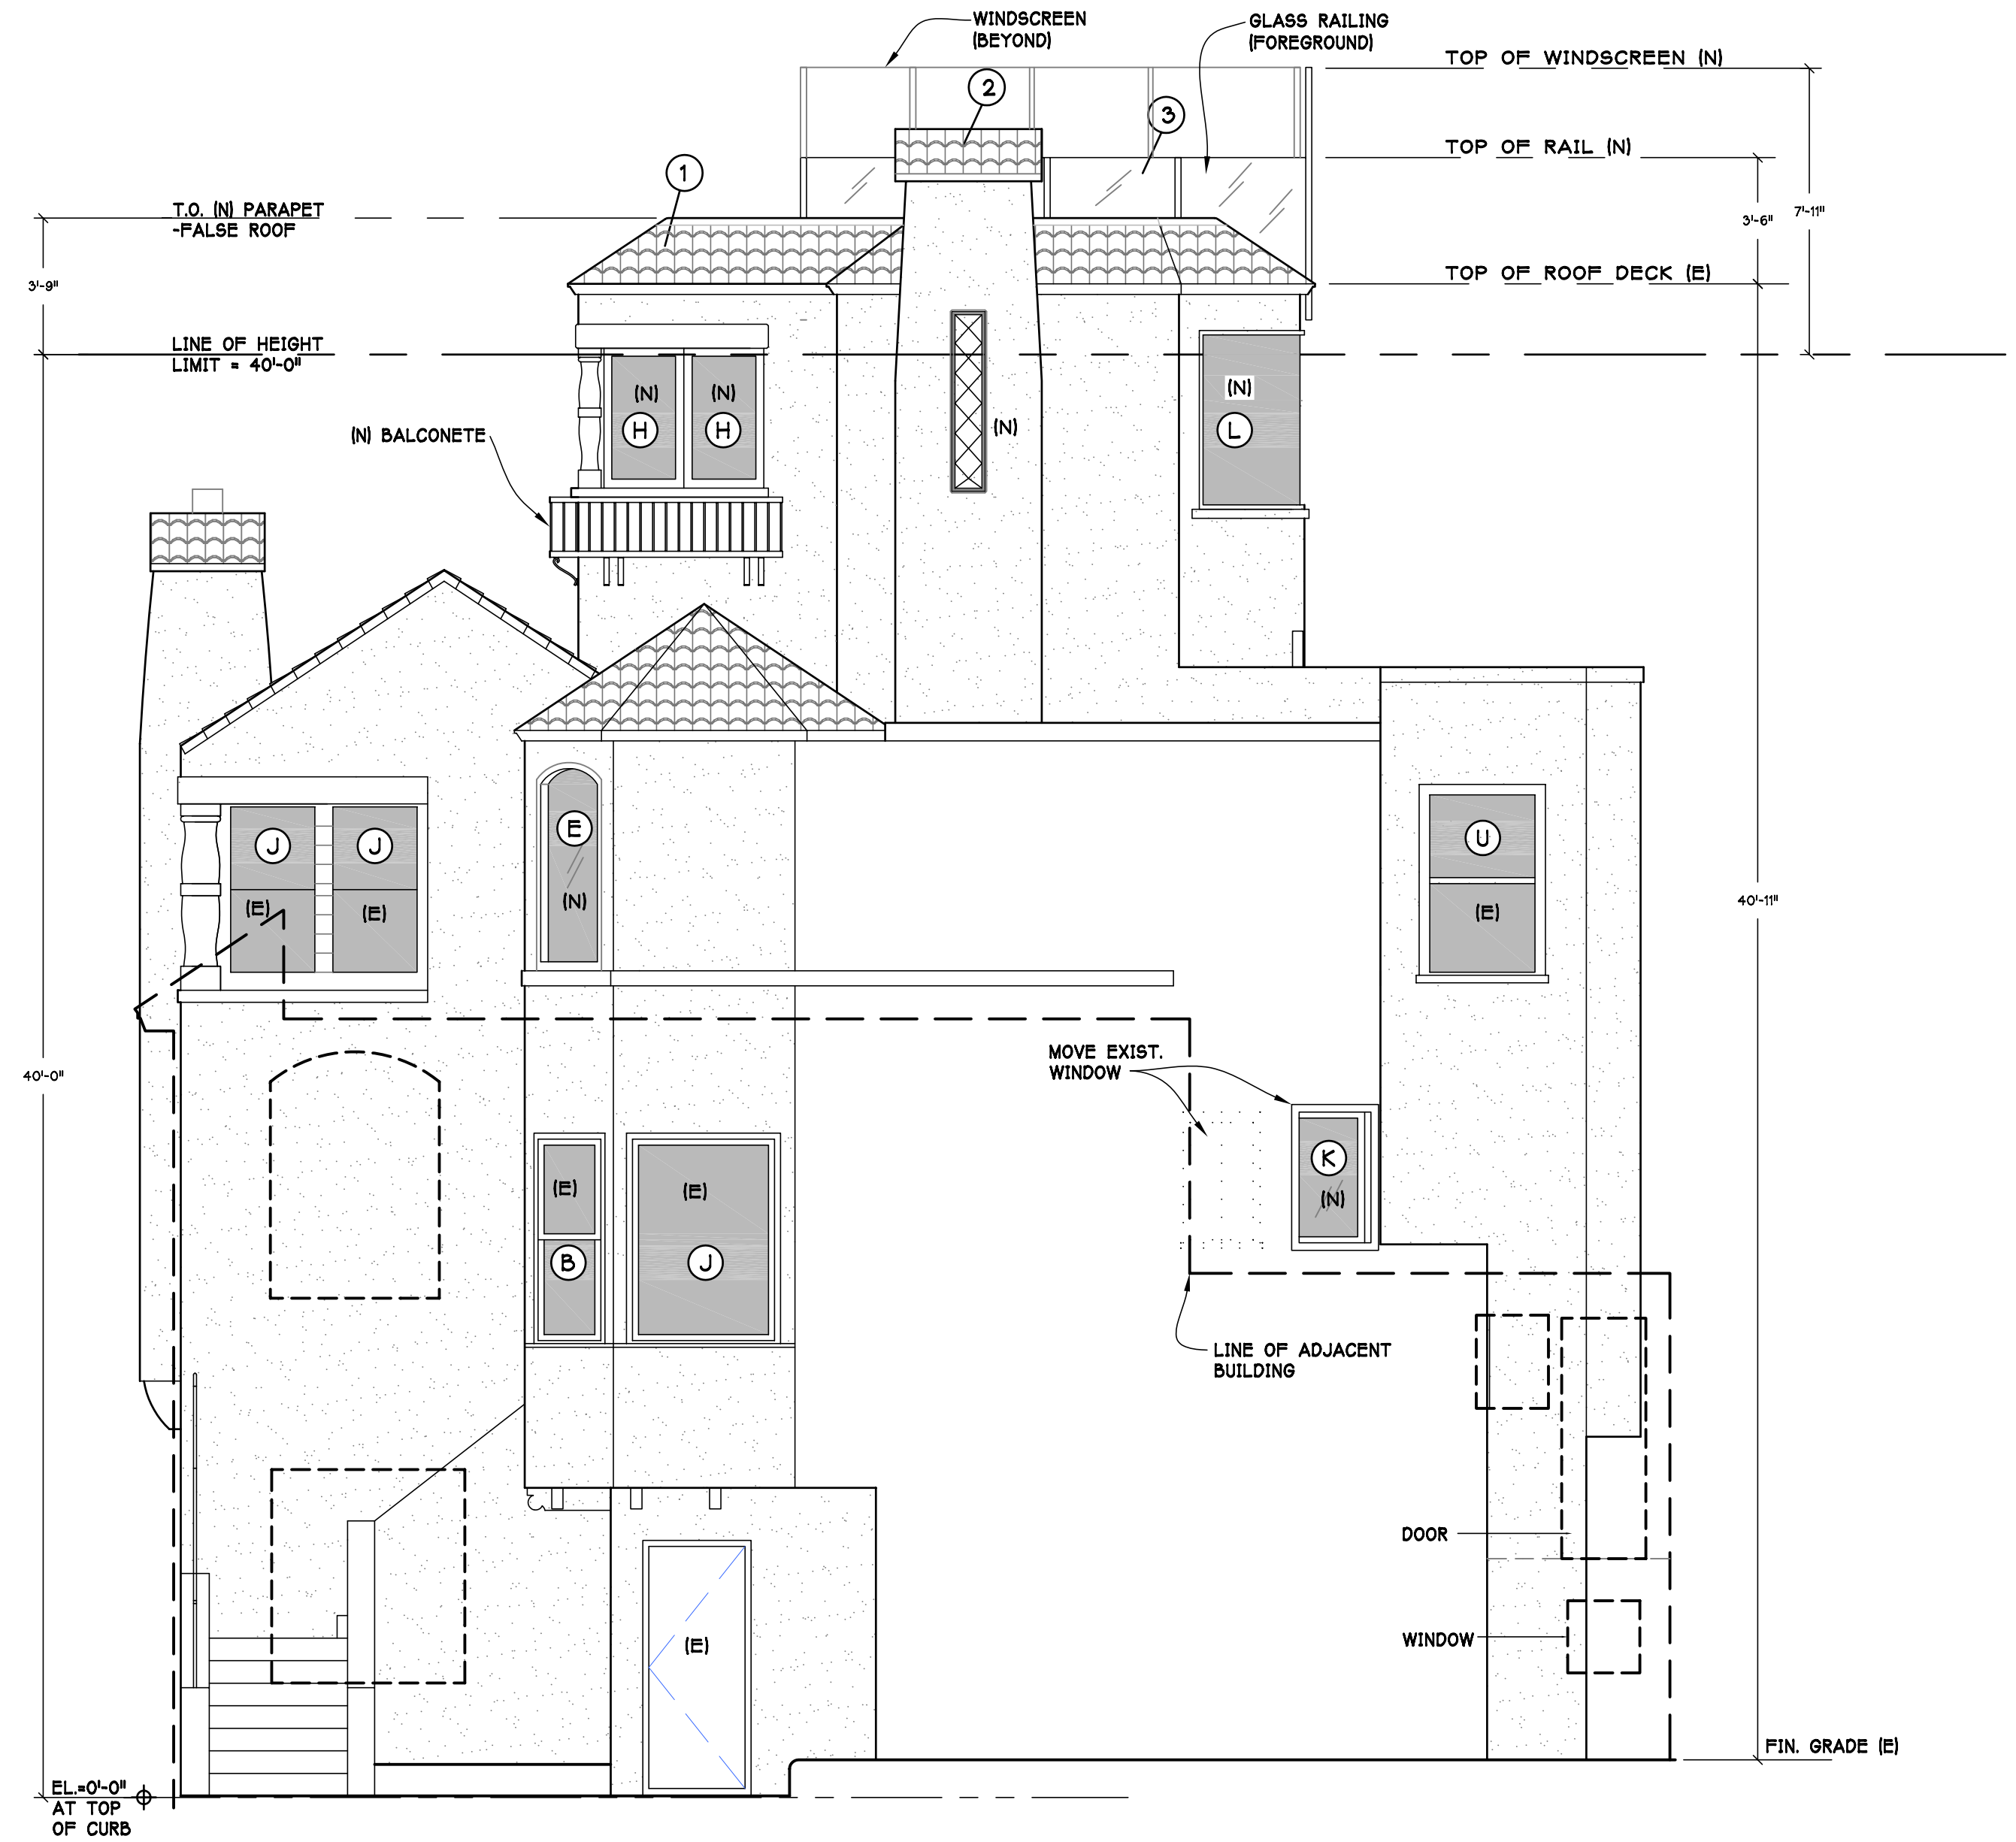 WINDSCREEN
(BEYOND)
GLASS RAILING
(FOREGROUND)
TOP OF WINDSCREEN (N)
2
3
TOP OF RAIL (N)
1
T.O. (N) PARAPET
-FALSE ROOF
3'-6"
7'-11"
TOP OF ROOF DECK (E)
3'-9"
LINE OF HEIGHT
LIMIT = 40'-0"
(N)
(N)
(N)
H
H
(N)
L
(N) BALCONETE
E
(N)
J
J
(E)
(E)
U
(E)
40'-11"
MOVE EXIST.
WINDOW
40'-0"
K
(N)
(E)
(E)
B
J
LINE OF ADJACENT
BUILDING
DOOR
WINDOW
(E)
FIN. GRADE (E)
EL.=0'-0"
AT TOP
OF CURB